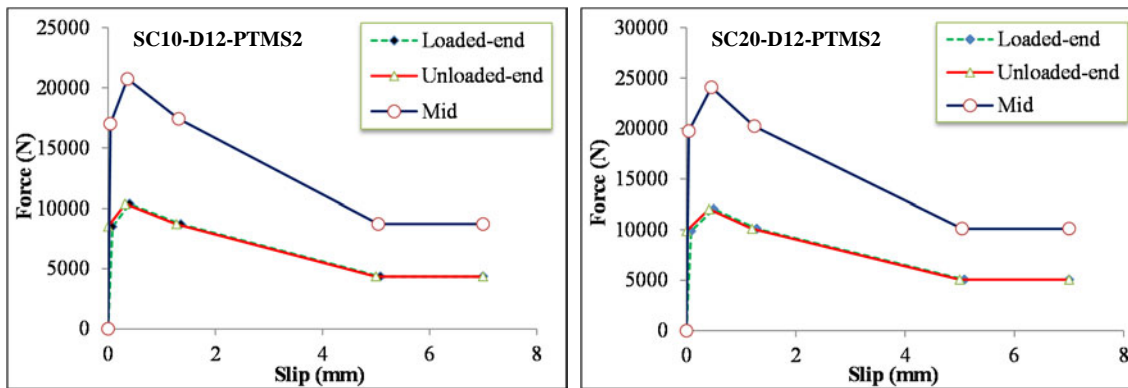 SC10-D12-PTMS2
Loaded-end
Unloaded-end
Mid
25000
20000
15000
10000
5000
0
Force (N)
0 2 4 6 8
Slip (mm)
SC20-D12-PTMS2
Loaded-end
Unloaded-end
Mid
30000
25000
20000
15000
10000
5000
0
Force (N)
0 2 4 6 8
Slip (mm)